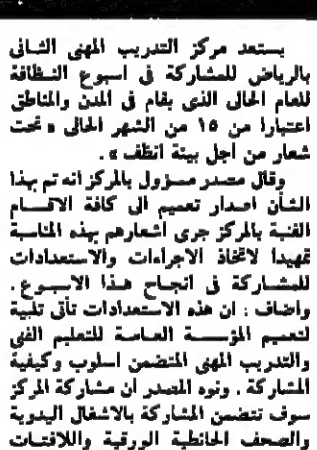 يستعد مركز التدريب المهنى الثانى
بالرياض للمشاركة فى اسبوع النظافة
للعام الحالى الذى يقام فى المدن والمناطق
اعتبارا من ١٥ من الشهر الحالى « تحت
شعار من اجل بيئة انظف » .
وقال مصدر مسؤول بالمركز انه تم بهذا
الشأن اصدار تعميم الى كافة الاقسام
الفنية بالمركز جرى اشعارهم بهذه المناسبة
تمهيدا لاتخاذ الاجراءات والاستعدادات
للمشاركة فى انجاح هذا الاسبوع .
واضاف : ان هذه الاستعدادات تأتى تلبية
لتعميم المؤسسة العامة للتعليم الفنى
والتدريب المهنى المتضمن اسلوب وكيفية
المشاركة . ونوه المصدر ان مشاركة المركز
سوف تتضمن المشاركة بالاشغال اليدوية
والصحف الحائطية الورقية واللافتات